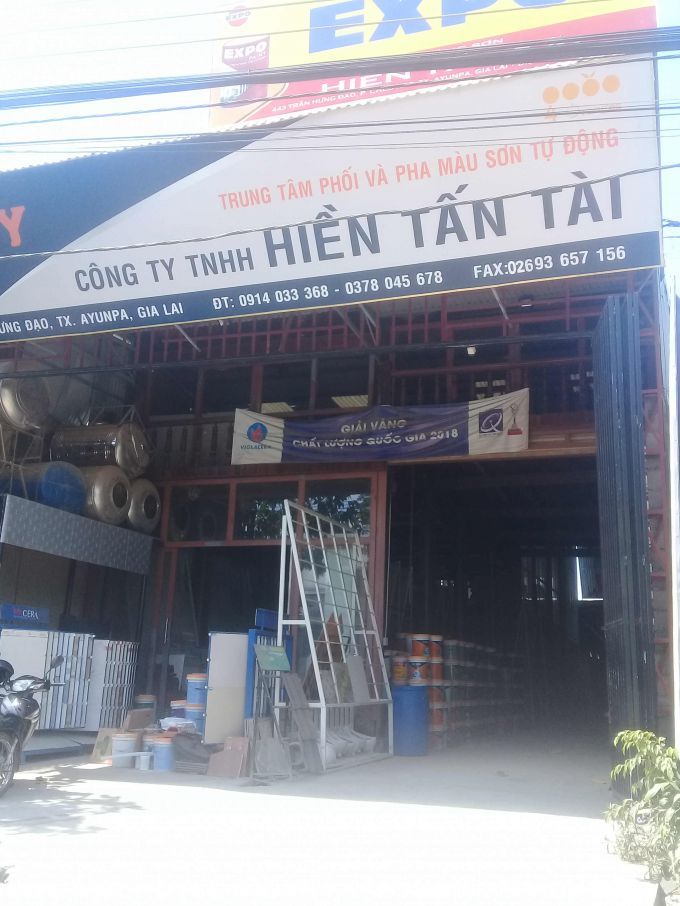 EXPO
EXPO
EXPO
SƠN
HIỀN
443 TRẦN HƯNG ĐẠO, P.
AYUNPA, GIA LAI
TRUNG TÂM PHỐI VÀ PHA MÀU SƠN TỰ ĐỘNG
Y
CÔNG TY TNHH HIỀN TẤN TÀI
ƯNG ĐẠO, TX. AYUNPA, GIA LAI ĐT: 0914 033 368 - 0378 045 678 FAX:02693 657 156
VIGLACERA
GIẢI VÀNG
CHẤT LƯỢNG QUỐC GIA 2018
Q
CERA